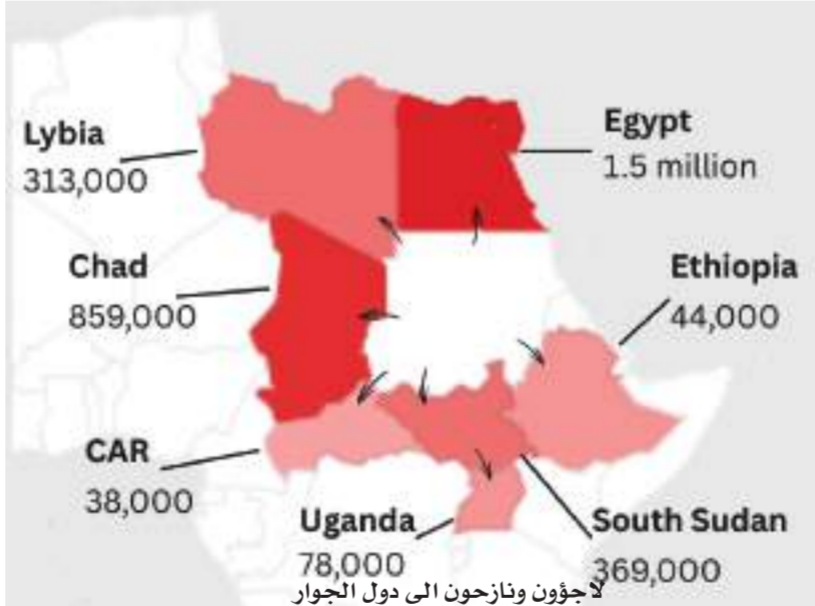 Lybia
313,000
Egypt
1.5 million
Chad
859,000
Ethiopia
44,000
CAR
38,000
Uganda
78,000
South Sudan
369,000
لاجؤون ونازحون الى دول الجوار